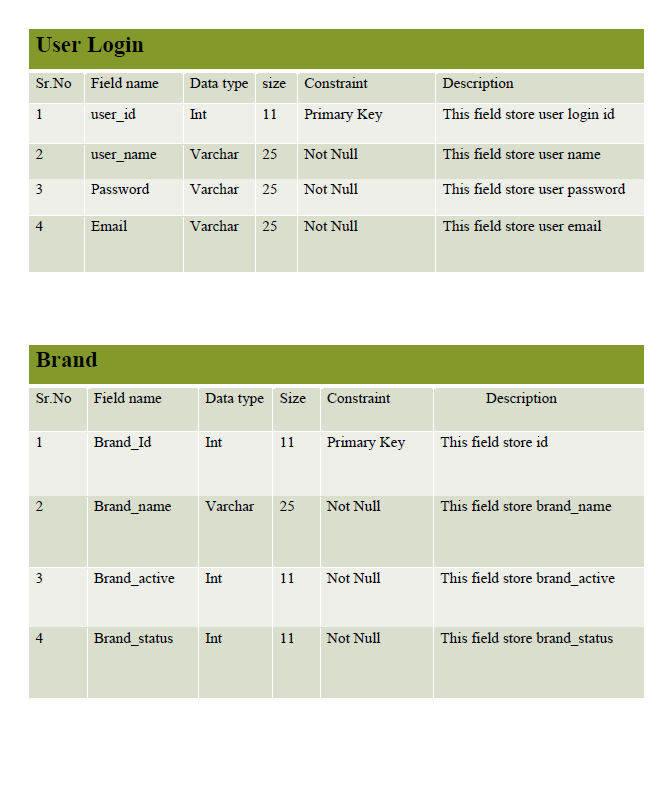 User Login
Sr.No Field name Data type size Constraint Description
1 user_id Int 11 Primary Key This field store user login id
2 user_name Varchar 25 Not Null This field store user name
3 Password Varchar 25 Not Null This field store user password
4 Email Varchar 25 Not Null This field store user email
Brand
Sr.No Field name Data type Size Constraint Description
1 Brand_Id Int 11 Primary Key This field store id
2 Brand_name Varchar 25 Not Null This field store brand_name
3 Brand_active Int 11 Not Null This field store brand_active
4 Brand_status Int 11 Not Null This field store brand_status